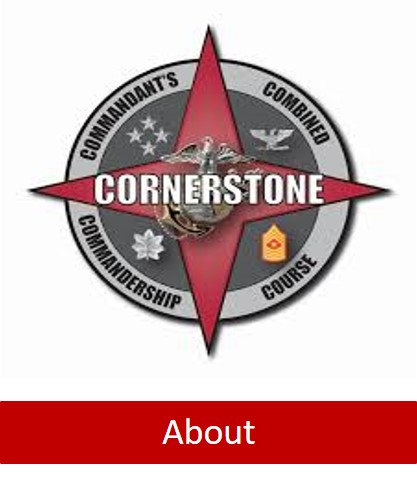 COMMANDANT'S
COMBINED
CORNERSTONE
COMMANDERSHIP
COURSE
About